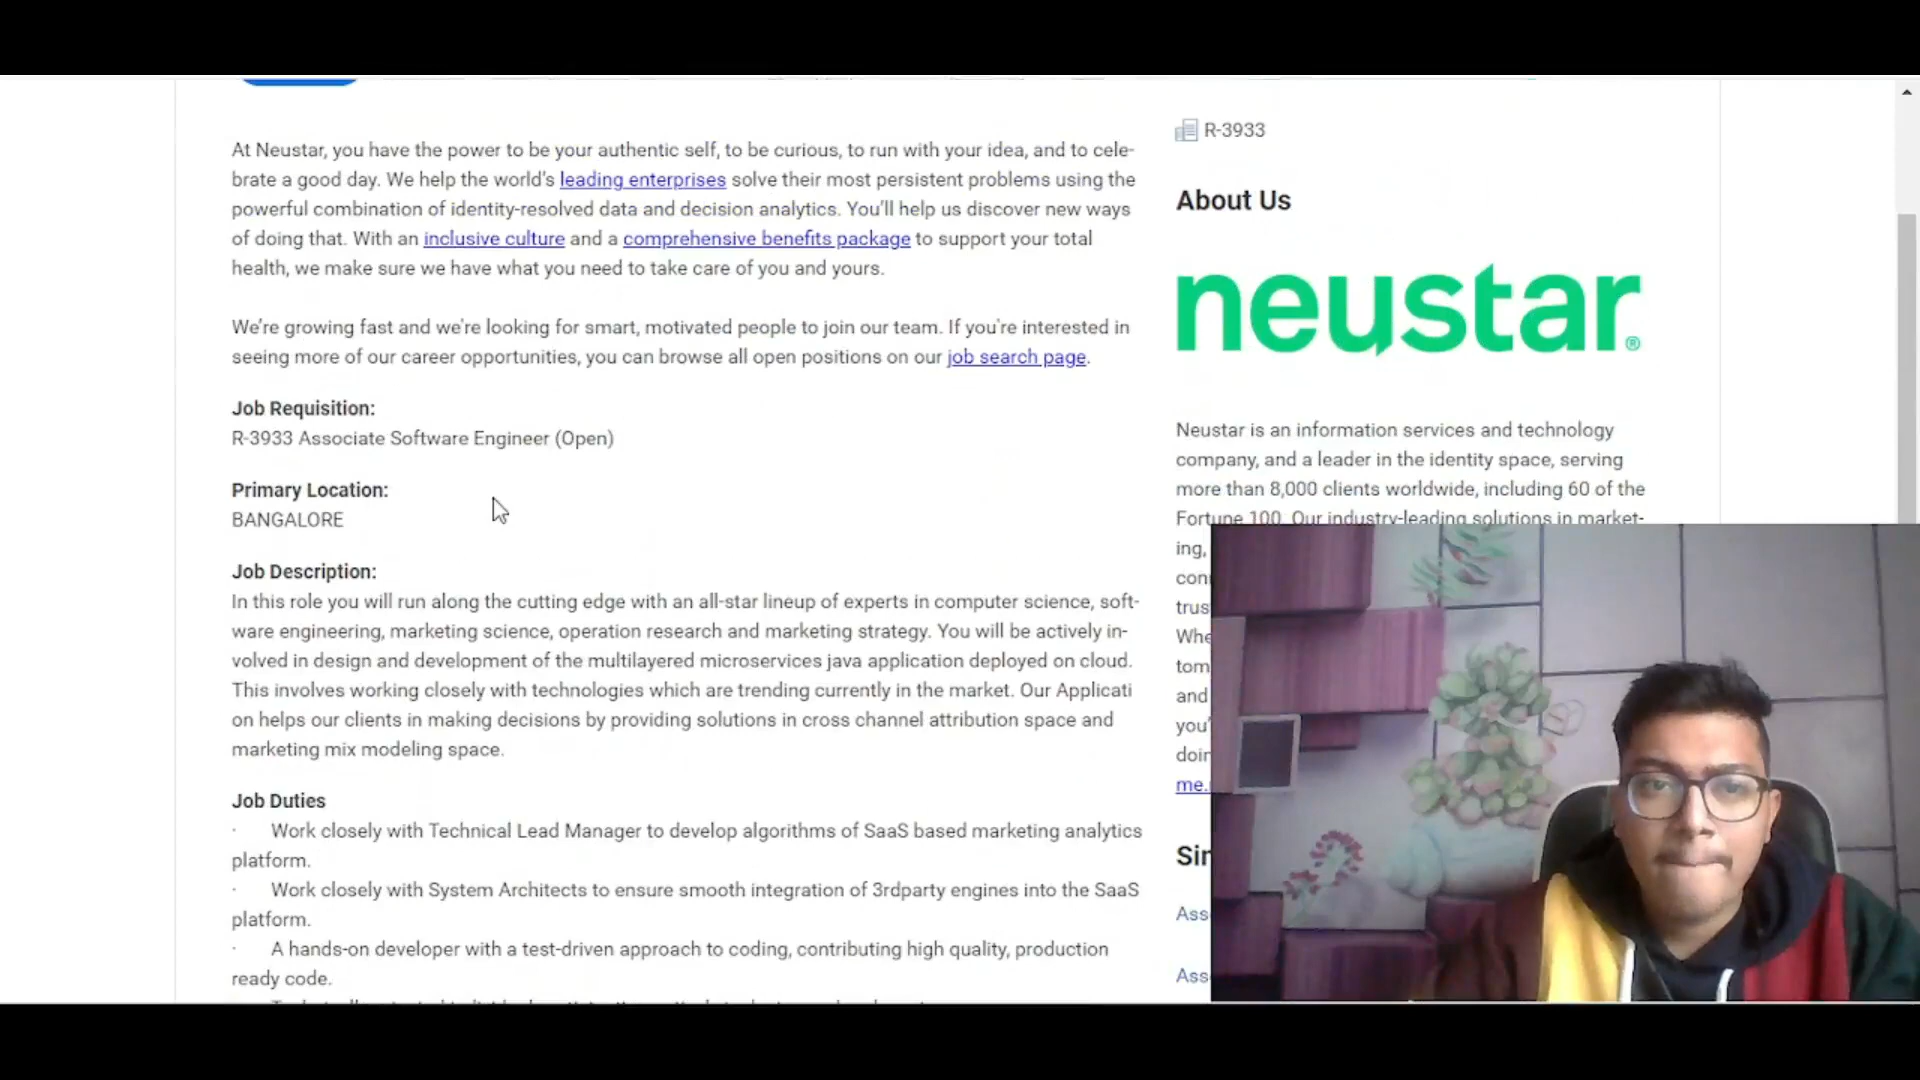 At Neustar, you have the power to be your authentic self, to be curious, to run with your idea, and to cele-
brate a good day. We help the world's leading enterprises solve their most persistent problems using the
powerful combination of identity-resolved data and decision analytics. You'll help us discover new ways
of doing that. With an inclusive culture and a comprehensive benefits package to support your total
health, we make sure we have what you need to take care of you and yours.
We're growing fast and we're looking for smart, motivated people to join our team. If you're interested in
seeing more of our career opportunities, you can browse all open positions on our job search page.
Job Requisition:
R-3933 Associate Software Engineer (Open)
Primary Location:
BANGALORE
Job Description:
In this role you will run along the cutting edge with an all-star lineup of experts in computer science, soft-
ware engineering, marketing science, operation research and marketing strategy. You will be actively in-
volved in design and development of the multilayered microservices java application deployed on cloud.
This involves working closely with technologies which are trending currently in the market. Our Applicati
on helps our clients in making decisions by providing solutions in cross channel attribution space and
marketing mix modeling space.
Job Duties
· Work closely with Technical Lead Manager to develop algorithms of SaaS based marketing analytics
platform.
· Work closely with System Architects to ensure smooth integration of 3rdparty engines into the SaaS
platform.
· A hands-on developer with a test-driven approach to coding, contributing high quality, production
ready code.
R-3933
About Us
neustar®
Neustar is an information services and technology
company, and a leader in the identity space, serving
more than 8,000 clients worldwide, including 60 of the
Fortune 100. Our industry-leading solutions in market-
ing,
con
trus
Whe
tom
and
you'
doin
me.
Sir
Ass
Ass